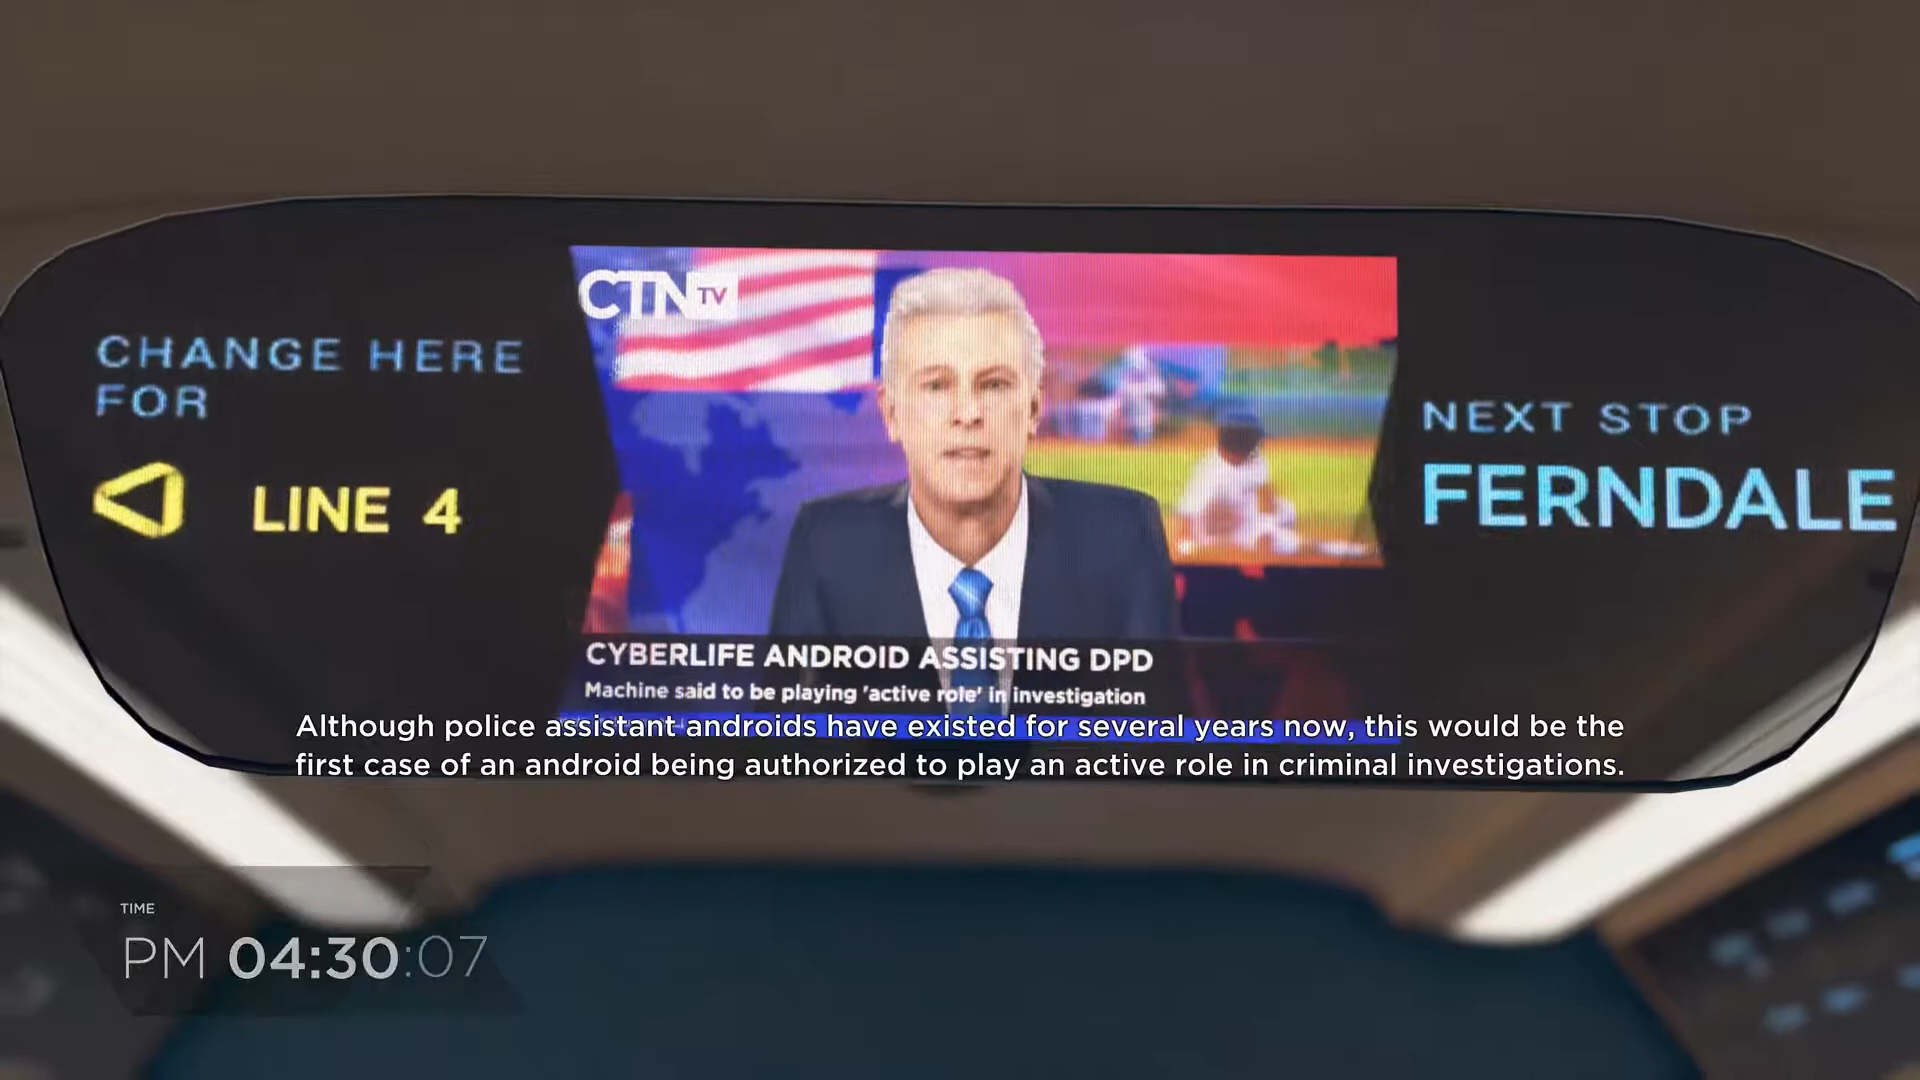 CTN TV
CHANGE HERE
FOR
LINE 4
NEXT STOP
FERNDALE
CYBERLIFE ANDROID ASSISTING DPD
Machine said to be playing 'active role' in investigation
Although police assistant androids have existed for several years now, this would be the
first case of an android being authorized to play an active role in criminal investigations.
TIME
PM 04:30:07